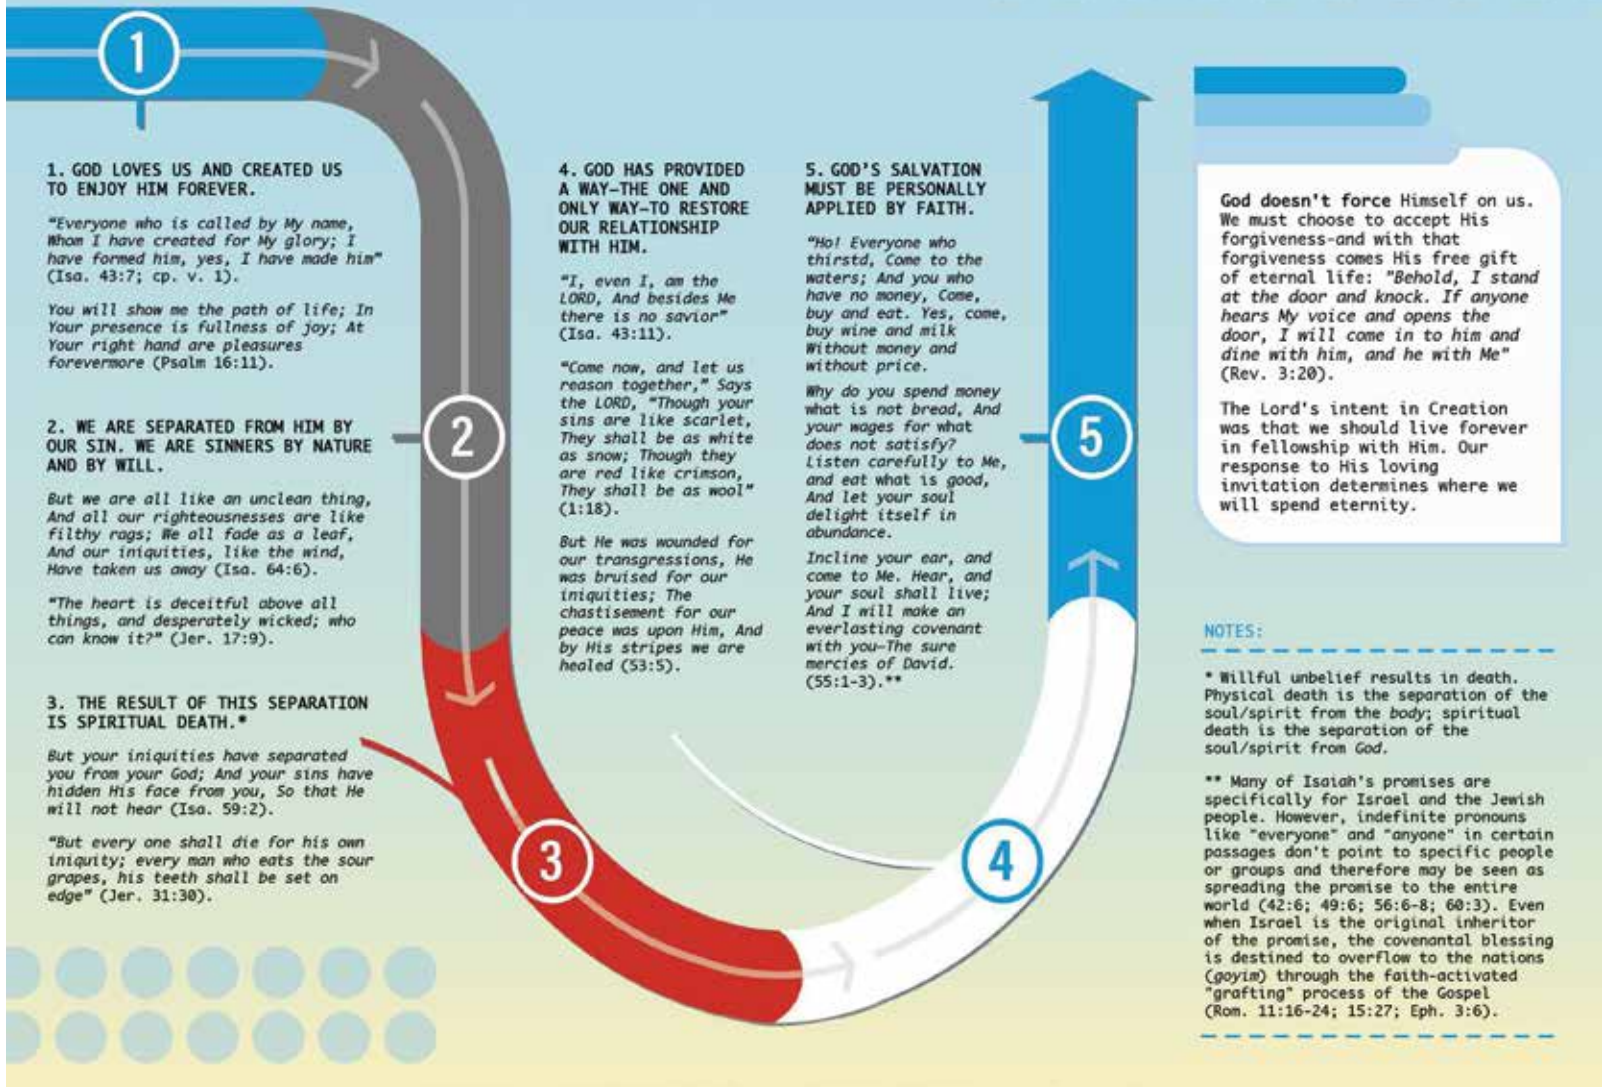 1
1. GOD LOVES US AND CREATED US
TO ENJOY HIM FOREVER.
"Everyone who is called by My name,
Whom I have created for My glory; I
have formed him, yes, I have made him"
(Isa. 43:7; cp. v. 1).
You will show me the path of life; In
Your presence is fullness of joy; At
Your right hand are pleasures
forevermore (Psalm 16:11).
2. WE ARE SEPARATED FROM HIM BY
OUR SIN. WE ARE SINNERS BY NATURE
AND BY WILL.
But we are all like an unclean thing,
And all our righteousnesses are like
filthy rags; We all fade as a leaf,
And our iniquities, like the wind,
Have taken us away (Isa. 64:6).
"The heart is deceitful above all
things, and desperately wicked; who
can know it?" (Jer. 17:9).
2
3. THE RESULT OF THIS SEPARATION
IS SPIRITUAL DEATH.*
But your iniquities have separated
you from your God; And your sins have
hidden His face from you, So that He
will not hear (Isa. 59:2).
"But every one shall die for his own
iniquity; every man who eats the sour
grapes, his teeth shall be set on
edge" (Jer. 31:30).
3
4. GOD HAS PROVIDED
A WAY—THE ONE AND
ONLY WAY—TO RESTORE
OUR RELATIONSHIP
WITH HIM.
"I, even I, am the
LORD, And besides Me
there is no savior"
(Isa. 43:11).
"Come now, and let us
reason together," Says
the LORD, "Though your
sins are like scarlet,
They shall be as white
as snow; Though they
are red like crimson,
They shall be as wool"
(1:18).
But He was wounded for
our transgressions, He
was bruised for our
iniquities; The
chastisement for our
peace was upon Him, And
by His stripes we are
healed (53:5).
4
5. GOD'S SALVATION
MUST BE PERSONALLY
APPLIED BY FAITH.
"Ho! Everyone who
thirstd, Come to the
waters; And you who
have no money, Come,
buy and eat. Yes, come,
buy wine and milk
Without money and
without price.
Why do you spend money
what is not bread, And
your wages for what
does not satisfy?
Listen carefully to Me,
and eat what is good,
And let your soul
delight itself in
abundance.
Incline your ear, and
come to Me. Hear, and
your soul shall live;
And I will make an
everlasting covenant
with you—The sure
mercies of David.
(55:1-3).**
5
God doesn't force Himself on us.
We must choose to accept His
forgiveness-and with that
forgiveness comes His free gift
of eternal life: "Behold, I stand
at the door and knock. If anyone
hears My voice and opens the
door, I will come in to him and
dine with him, and he with Me"
(Rev. 3:20).
The Lord's intent in Creation
was that we should live forever
in fellowship with Him. Our
response to His loving
invitation determines where we
will spend eternity.
NOTES:
* Willful unbelief results in death.
Physical death is the separation of the
soul/spirit from the body; spiritual
death is the separation of the
soul/spirit from God.
** Many of Isaiah's promises are
specifically for Israel and the Jewish
people. However, indefinite pronouns
like "everyone" and "anyone" in certain
passages don't point to specific people
or groups and therefore may be seen as
spreading the promise to the entire
world (42:6; 49:6; 56:6-8; 60:3). Even
when Israel is the original inheritor
of the promise, the covenantal blessing
is destined to overflow to the nations
(goyim) through the faith-activated
"grafting" process of the Gospel
(Rom. 11:16-24; 15:27; Eph. 3:6).